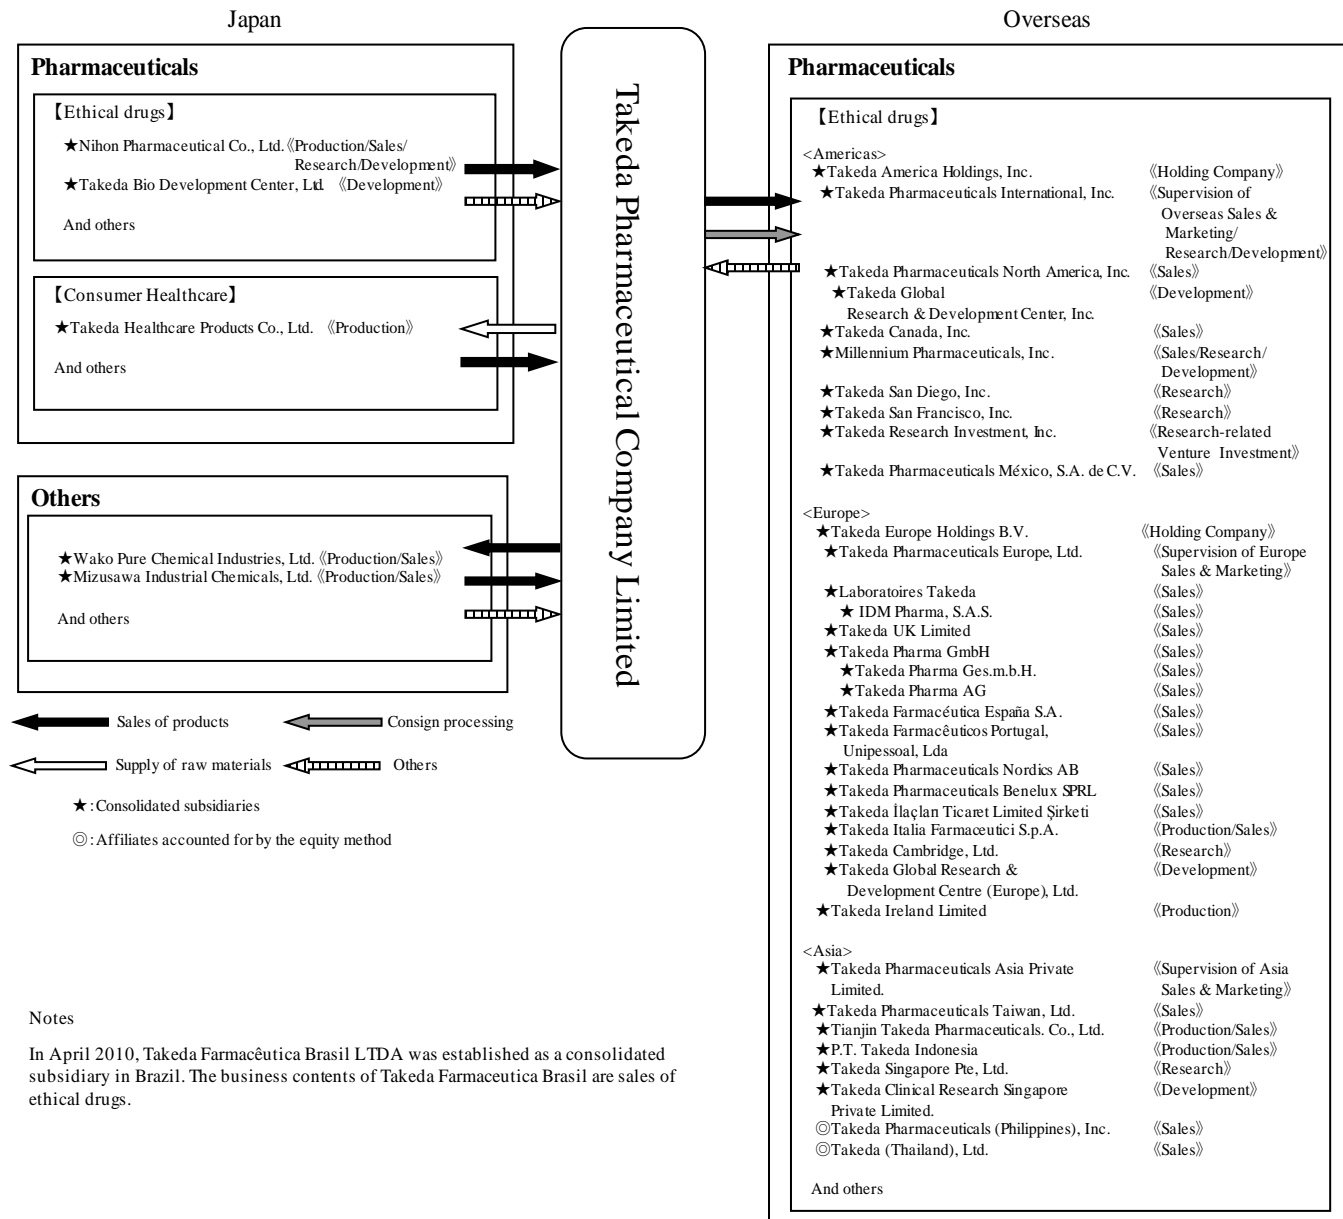 Japan
Overseas
Pharmaceuticals
【Ethical drugs】
★Nihon Pharmaceutical Co., Ltd.《Production/Sales/
Research/Development》
★Takeda Bio Development Center, Ltd. 《Development》
And others
【Consumer Healthcare】
★Takeda Healthcare Products Co., Ltd. 《Production》
And others
Others
★Wako Pure Chemical Industries, Ltd.《Production/Sales》
★Mizusawa Industrial Chemicals, Ltd.《Production/Sales》
And others
Takeda Pharmaceutical Company Limited
Sales of products
Consign processing
Supply of raw materials
Others
★:Consolidated subsidiaries
◎:Affiliates accounted for by the equity method
Notes
In April 2010, Takeda Farmacêutica Brasil LTDA was established as a consolidated
subsidiary in Brazil. The business contents of Takeda Farmaceutica Brasil are sales of
ethical drugs.
Pharmaceuticals
【Ethical drugs】
<Americas>
★Takeda America Holdings, Inc. 《Holding Company》
★Takeda Pharmaceuticals International, Inc. 《Supervision of
Overseas Sales &
Marketing/
Research/Development》
★Takeda Pharmaceuticals North America, Inc. 《Sales》
★Takeda Global 《Development》
Research & Development Center, Inc.
★Takeda Canada, Inc. 《Sales》
★Millennium Pharmaceuticals, Inc. 《Sales/Research/
Development》
★Takeda San Diego, Inc. 《Research》
★Takeda San Francisco, Inc. 《Research》
★Takeda Research Investment, Inc. 《Research-related
Venture Investment》
★Takeda Pharmaceuticals México, S.A. de C.V. 《Sales》
<Europe>
★Takeda Europe Holdings B.V. 《Holding Company》
★Takeda Pharmaceuticals Europe, Ltd. 《Supervision of Europe
Sales & Marketing》
★Laboratoires Takeda 《Sales》
★ IDM Pharma, S.A.S. 《Sales》
★Takeda UK Limited 《Sales》
★Takeda Pharma GmbH 《Sales》
★Takeda Pharma Ges.m.b.H. 《Sales》
★Takeda Pharma AG 《Sales》
★Takeda Farmacéutica España S.A. 《Sales》
★Takeda Farmacêuticos Portugal, 《Sales》
Unipessoal, Lda
★Takeda Pharmaceuticals Nordics AB 《Sales》
★Takeda Pharmaceuticals Benelux SPRL 《Sales》
★Takeda İlaçlan Ticaret Limited Şirketi 《Sales》
★Takeda Italia Farmaceutici S.p.A. 《Production/Sales》
★Takeda Cambridge, Ltd. 《Research》
★Takeda Global Research & 《Development》
Development Centre (Europe), Ltd.
★Takeda Ireland Limited 《Production》
<Asia>
★Takeda Pharmaceuticals Asia Private 《Supervision of Asia
Limited. Sales & Marketing》
★Takeda Pharmaceuticals Taiwan, Ltd. 《Sales》
★Tianjin Takeda Pharmaceuticals. Co., Ltd. 《Production/Sales》
★P.T. Takeda Indonesia 《Production/Sales》
★Takeda Singapore Pte, Ltd. 《Research》
★Takeda Clinical Research Singapore 《Development》
Private Limited.
◎Takeda Pharmaceuticals (Philippines), Inc. 《Sales》
◎Takeda (Thailand), Ltd. 《Sales》
And others